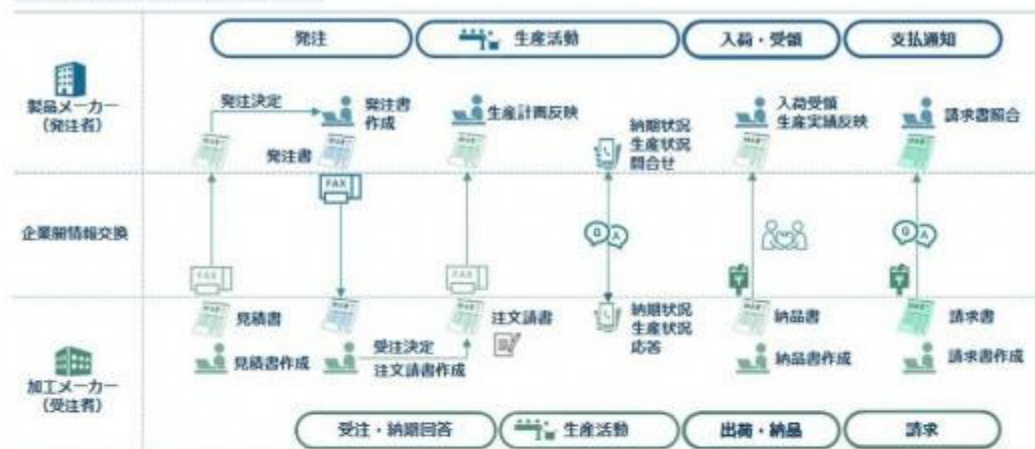 発注
生産活動
入荷・受領
支払通知
製品メーカー
(発注者)
発注決定
発注書
作成
発注書
FAX
生産計画反映
納期状況
生産状況
問合せ
入荷受領
生産実績反映
請求書照合
企業間情報交換
FAX
FAX
Q A
Q A
見積書
見積書作成
受注決定
注文請書作成
注文請書
納期状況
生産状況
応答
納品書
納品書作成
請求書
請求書作成
加工メーカー
(受注者)
受注・納期回答
生産活動
出荷・納品
請求